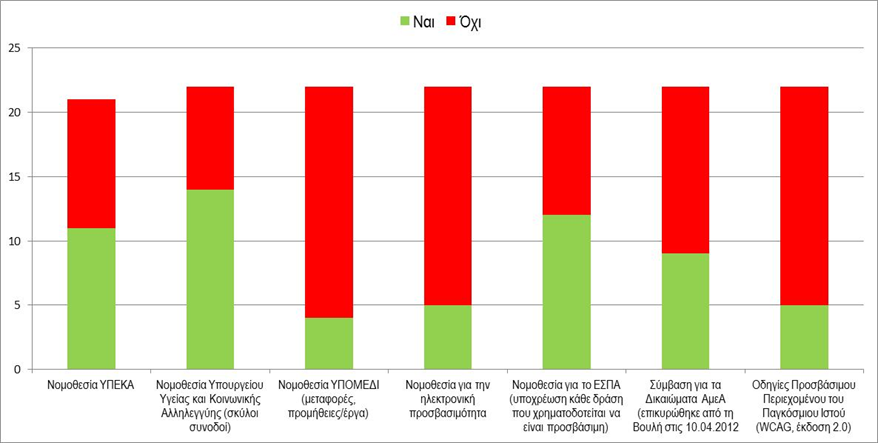 Ναι Όχι
25
20
15
10
5
0
Νομοθεσία ΥΠΕΚΑ
Νομοθεσία Υπουργείου
Υγείας και Κοινωνικής
Αλληλεγγύης (σκύλοι
συνοδοί)
Νομοθεσία ΥΠΟΜΕΔΙ
(μεταφορές,
προμήθειες/έργα)
Νομοθεσία για την
ηλεκτρονική
προσβασιμότητα
Νομοθεσία για το ΕΣΠΑ
(υποχρέωση κάθε δράση
που χρηματοδοτείται να
είναι προσβάσιμη)
Σύμβαση για τα
Δικαιώματα ΑμεΑ
(επικυρώθηκε από τη
Βουλή στις 10.04.2012
Οδηγίες Προσβάσιμου
Περιεχομένου του
Παγκόσμιου Ιστού
(WCAG, έκδοση 2.0)